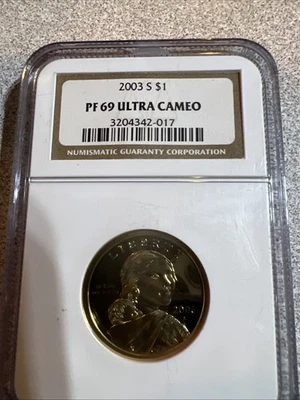 2003 S $1
PF 69 ULTRA CAMEO
3204342-017
NUMISMATIC GUARANTY CORPORATION
LIBERTY